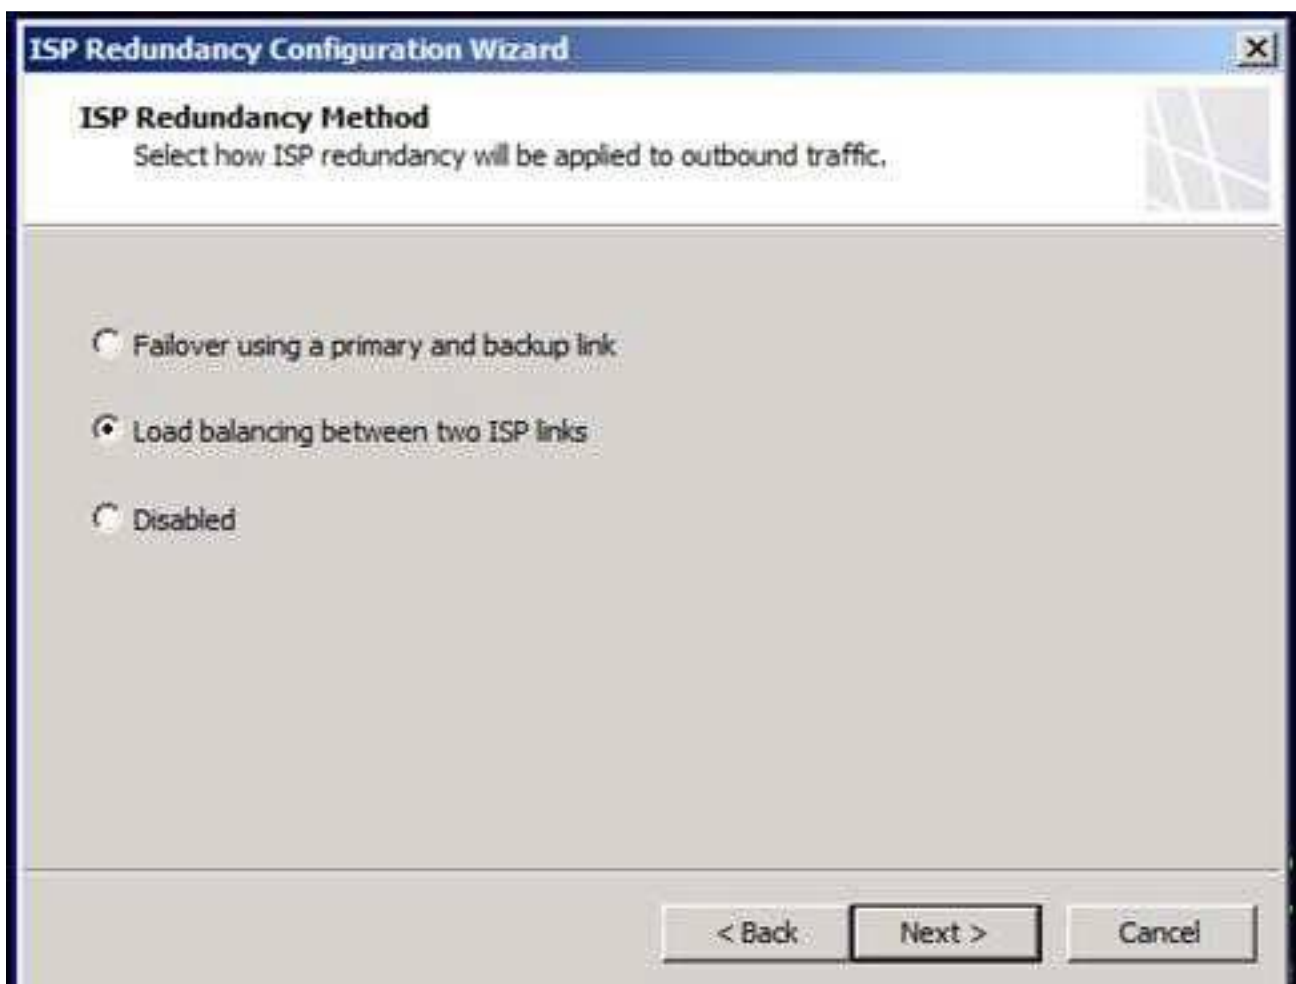 ISP Redundancy Configuration Wizard
ISP Redundancy Method
Select how ISP redundancy will be applied to outbound traffic.
Failover using a primary and backup link
Load balancing between two ISP links
Disabled
< Back
Next >
Cancel